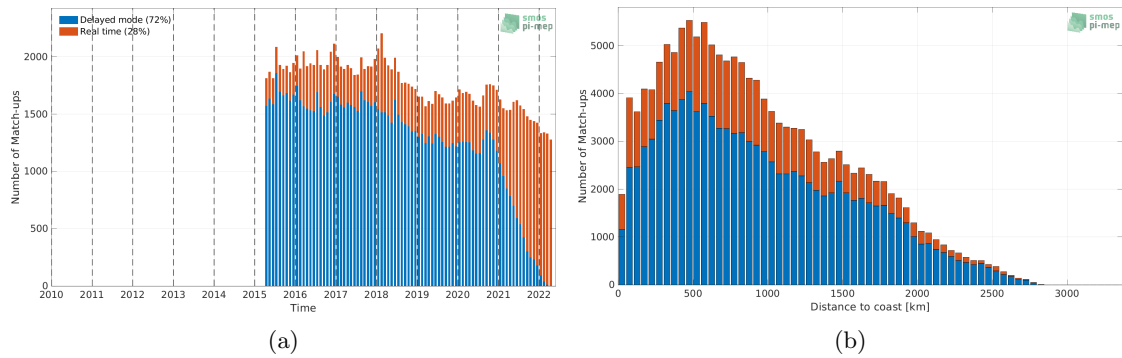 Delayed mode (72%)
Real time (28%)
smos
pi-mep
Number of Match-ups
2000
1500
1000
500
0
2010 2011 2012 2013 2014 2015 2016 2017 2018 2019 2020 2021 2022
Time
(a)
smos
pi-mep
Number of Match-ups
5000
4000
3000
2000
1000
0
0 500 1000 1500 2000 2500 3000
Distance to coast [km]
(b)